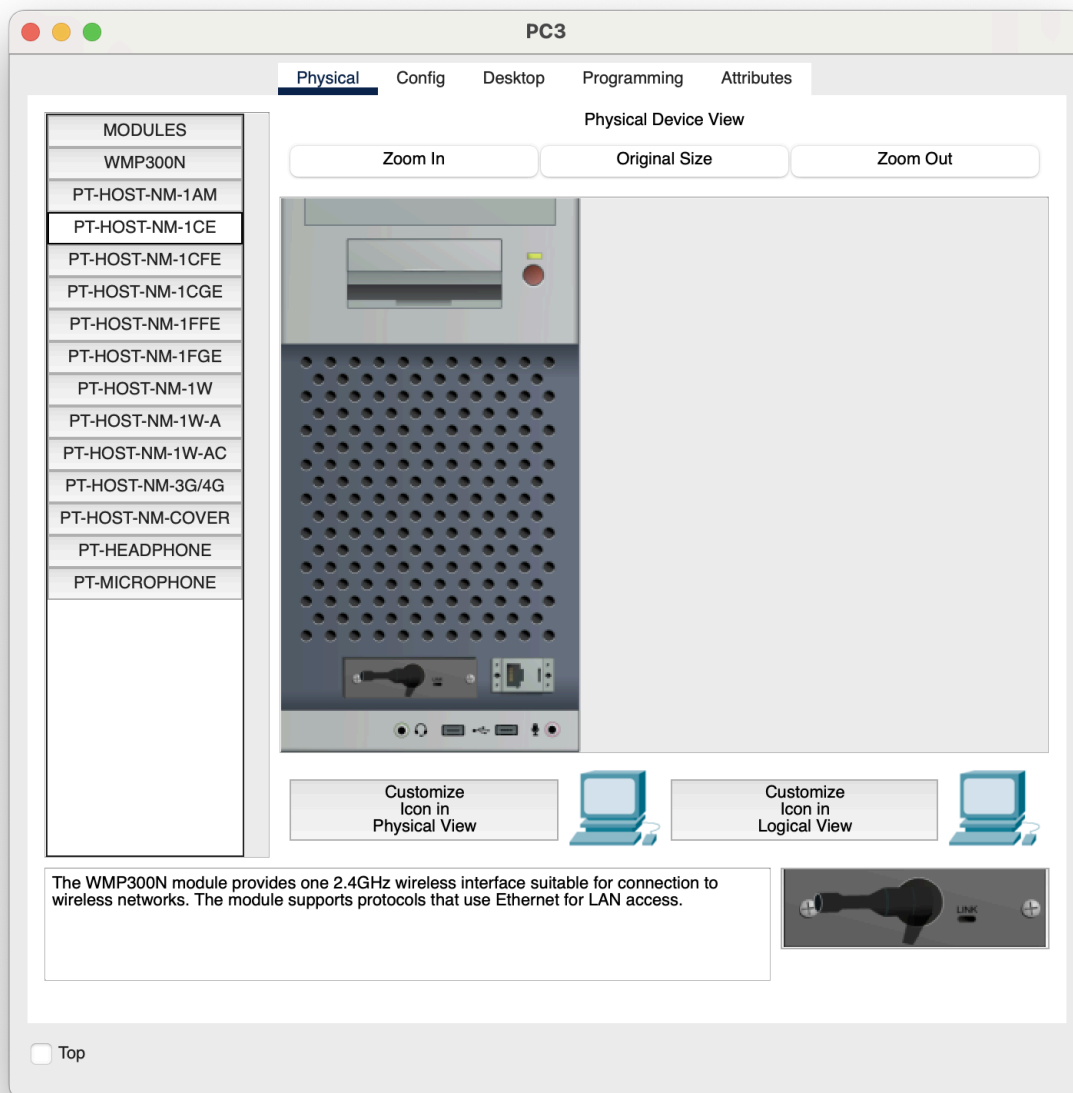 PC3
Physical
Config
Desktop
Programming
Attributes
MODULES
WMP300N
PT-HOST-NM-1AM
PT-HOST-NM-1CE
PT-HOST-NM-1CFE
PT-HOST-NM-1CGE
PT-HOST-NM-1FFE
PT-HOST-NM-1FGE
PT-HOST-NM-1W
PT-HOST-NM-1W-A
PT-HOST-NM-1W-AC
PT-HOST-NM-3G/4G
PT-HOST-NM-COVER
PT-HEADPHONE
PT-MICROPHONE
Physical Device View
Zoom In
Original Size
Zoom Out
LINK
Customize
Icon in
Physical View
Customize
Icon in
Logical View
The WMP300N module provides one 2.4GHz wireless interface suitable for connection to
wireless networks. The module supports protocols that use Ethernet for LAN access.
LINK
Top